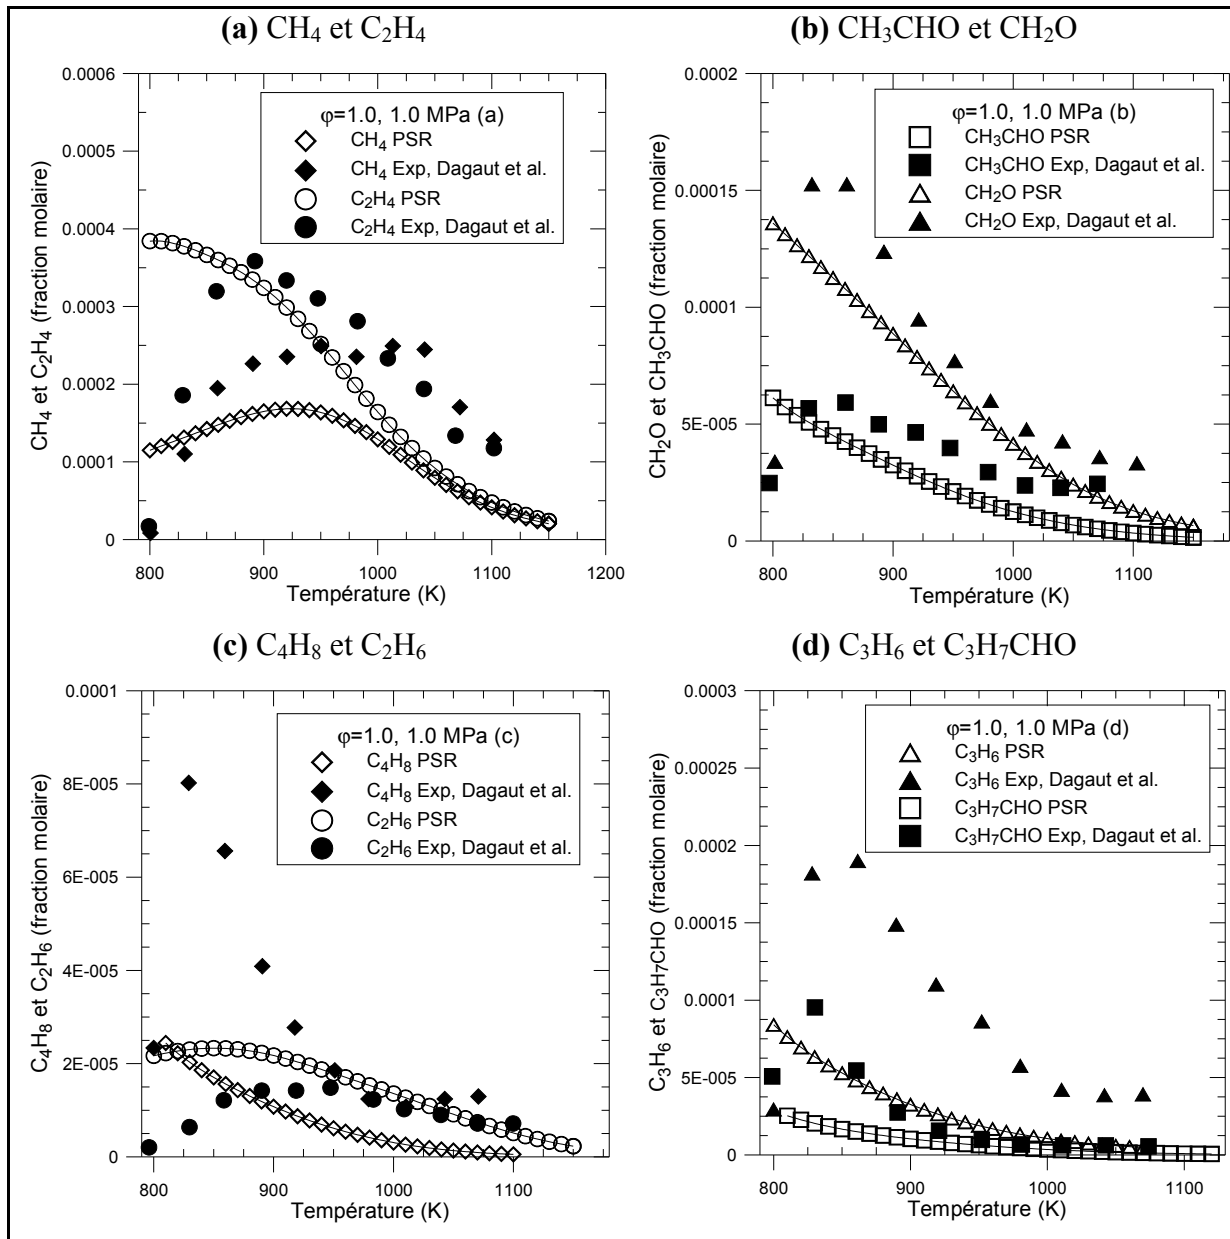 (a) CH4 et C2H4
0.0006
0.0005
0.0004
0.0003
0.0002
0.0001
0
CH4 et C2H4 (fraction molaire)
φ=1.0, 1.0 MPa (a)
CH4 PSR
CH4 Exp, Dagaut et al.
C2H4 PSR
C2H4 Exp, Dagaut et al.
800 900 1000 1100 1200
Température (K)
(b) CH3CHO et CH2O
0.0002
0.00015
0.0001
5E-005
0
CH2O et CH3CHO (fraction molaire)
φ=1.0, 1.0 MPa (b)
CH3CHO PSR
CH3CHO Exp, Dagaut et al.
CH2O PSR
CH2O Exp, Dagaut et al.
800 900 1000 1100
Température (K)
(c) C4H8 et C2H6
0.0001
8E-005
6E-005
4E-005
2E-005
0
C4H8 et C2H6 (fraction molaire)
φ=1.0, 1.0 MPa (c)
C4H8 PSR
C4H8 Exp, Dagaut et al.
C2H6 PSR
C2H6 Exp, Dagaut et al.
800 900 1000 1100
Température (K)
(d) C3H6 et C3H7CHO
0.0003
0.00025
0.0002
0.00015
0.0001
5E-005
0
C3H6 et C3H7CHO (fraction molaire)
φ=1.0, 1.0 MPa (d)
C3H6 PSR
C3H6 Exp, Dagaut et al.
C3H7CHO PSR
C3H7CHO Exp, Dagaut et al.
800 900 1000 1100
Température (K)